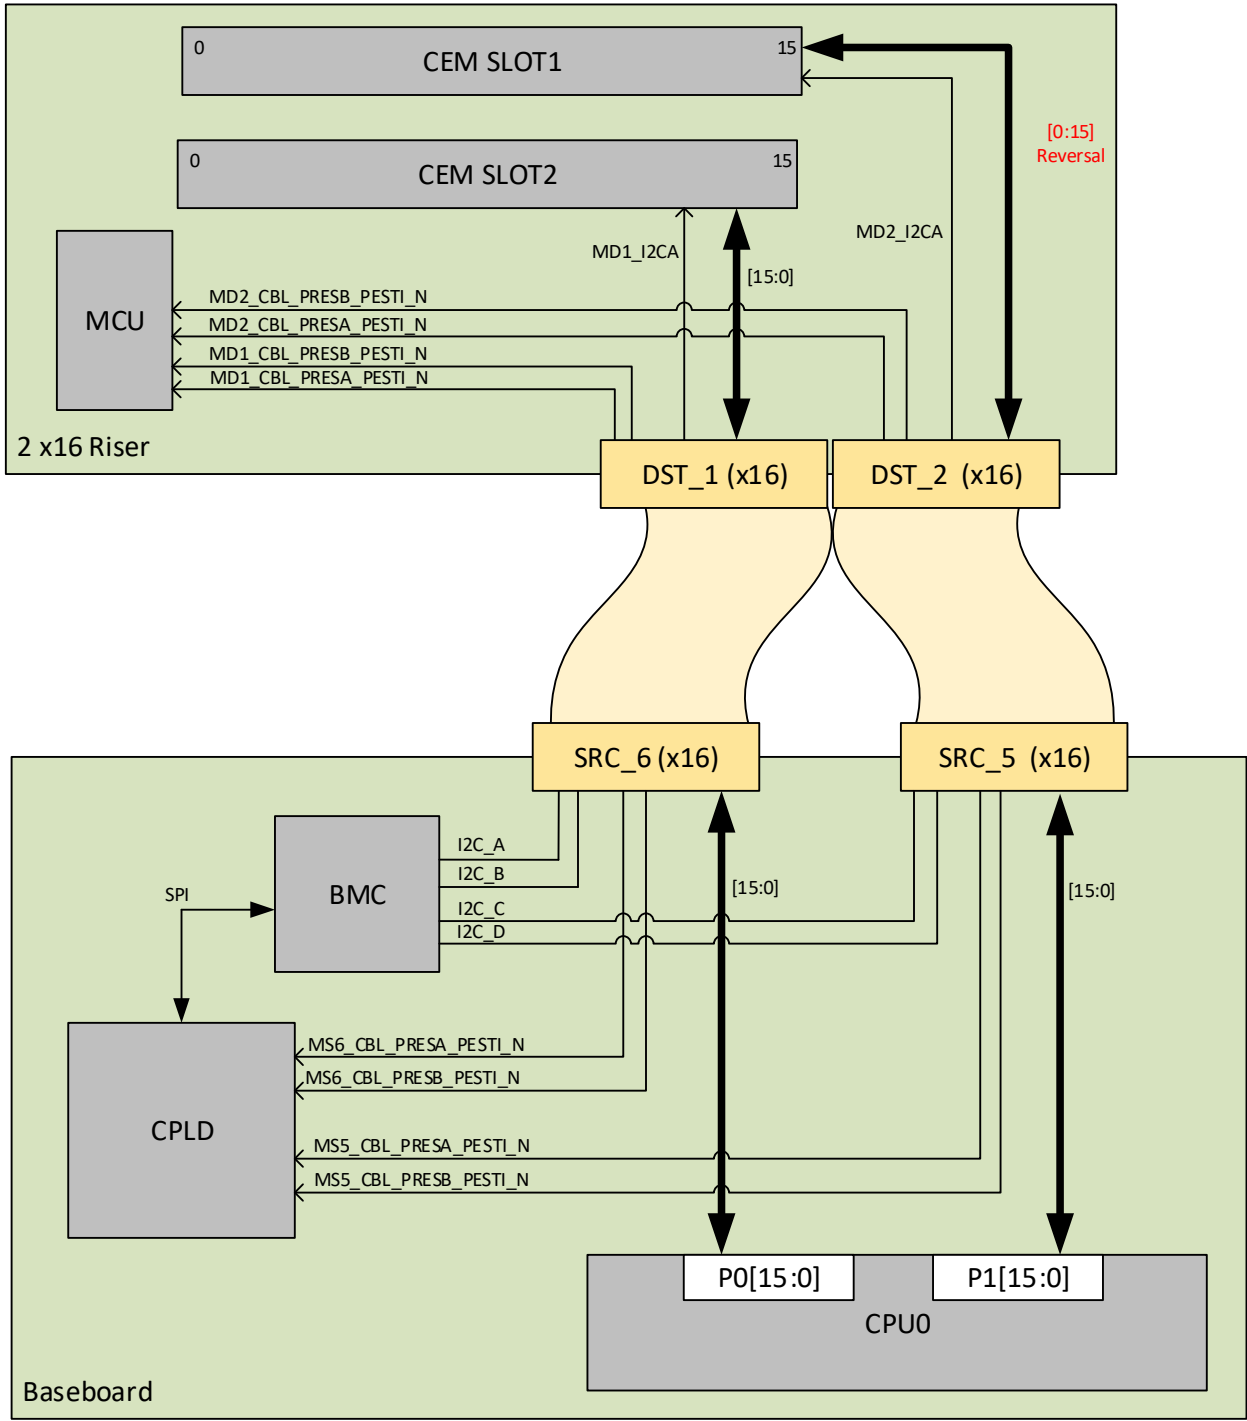 0
CEM SLOT1
15
[0:15]
Reversal
0
CEM SLOT2
15
MD1_I2CA
MD2_I2CA
[15:0]
MCU
MD2_CBL_PRESB_PESTI_N
MD2_CBL_PRESA_PESTI_N
MD1_CBL_PRESB_PESTI_N
MD1_CBL_PRESA_PESTI_N
2 x16 Riser
DST_1 (x16)
DST_2 (x16)
SRC_6 (x16)
SRC_5 (x16)
BMC
I2C_A
I2C_B
I2C_C
I2C_D
SPI
[15:0]
[15:0]
CPLD
MS6_CBL_PRESA_PESTI_N
MS6_CBL_PRESB_PESTI_N
MS5_CBL_PRESA_PESTI_N
MS5_CBL_PRESB_PESTI_N
P0[15:0]
P1[15:0]
CPU0
Baseboard